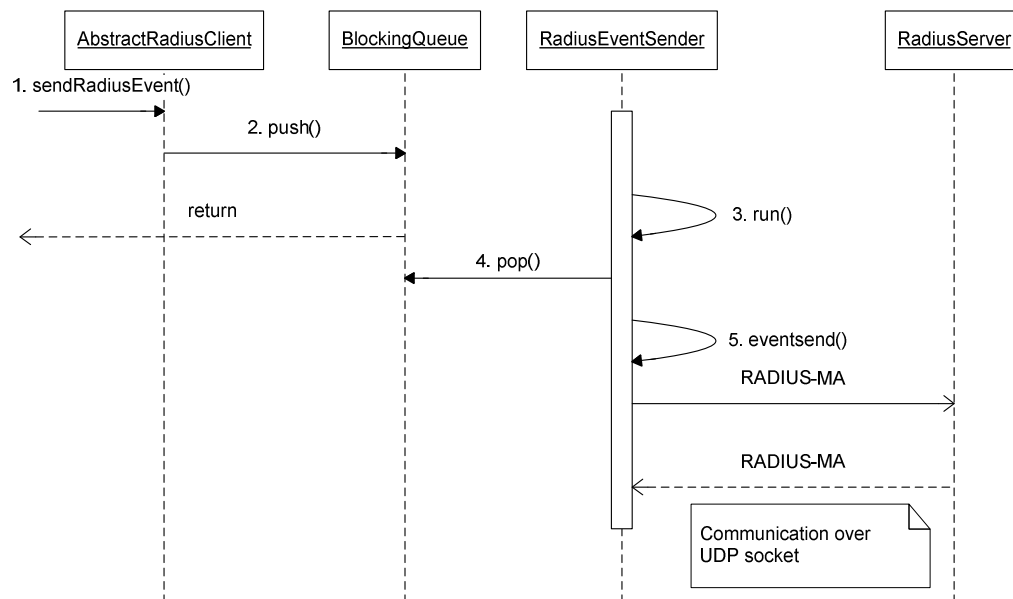 AbstractRadiusClient
BlockingQueue
RadiusEventSender
RadiusServer
1. sendRadiusEvent()
2. push()
return
3. run()
4. pop()
5. eventsend()
RADIUS-MA
RADIUS-MA
Communication over
UDP socket